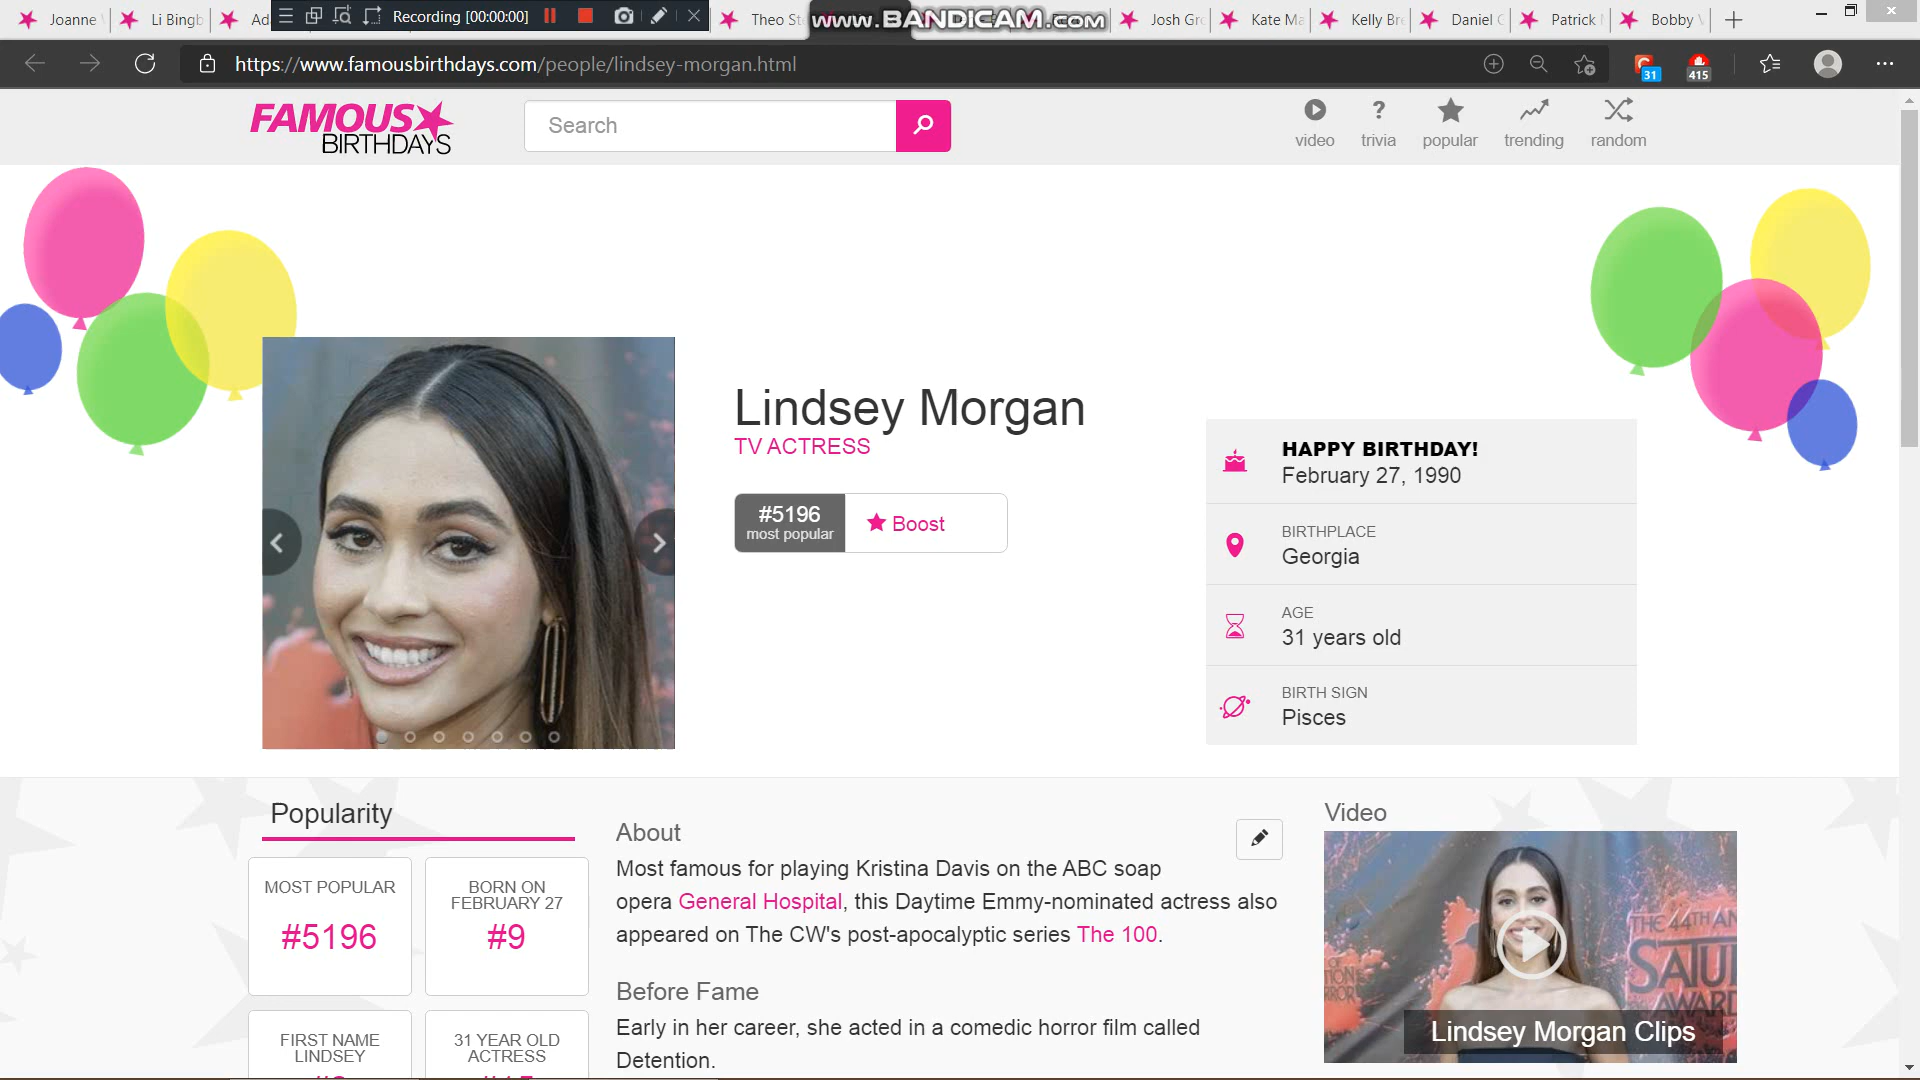 Joanne
Li Bingb
Ad
Recording [00:00:00]
Theo St
www.BANDICAM.com
Josh Gr
Kate Ma
Kelly Br
Daniel
Patrick
Bobby
https://www.famousbirthdays.com/people/lindsey-morgan.html
31
415
FAMOUS
BIRTHDAYS
Search
video
trivia
popular
trending
random
Lindsey Morgan
TV ACTRESS
#5196
most popular
Boost
HAPPY BIRTHDAY!
February 27, 1990
BIRTHPLACE
Georgia
AGE
31 years old
BIRTH SIGN
Pisces
Popularity
MOST POPULAR
#5196
BORN ON
FEBRUARY 27
#9
FIRST NAME
LINDSEY
31 YEAR OLD
ACTRESS
About
Most famous for playing Kristina Davis on the ABC soap
opera General Hospital, this Daytime Emmy-nominated actress also
appeared on The CW's post-apocalyptic series The 100.
Before Fame
Early in her career, she acted in a comedic horror film called
Detention.
Video
THE 44TH AN
SATU
AWARD
Lindsey Morgan Clips